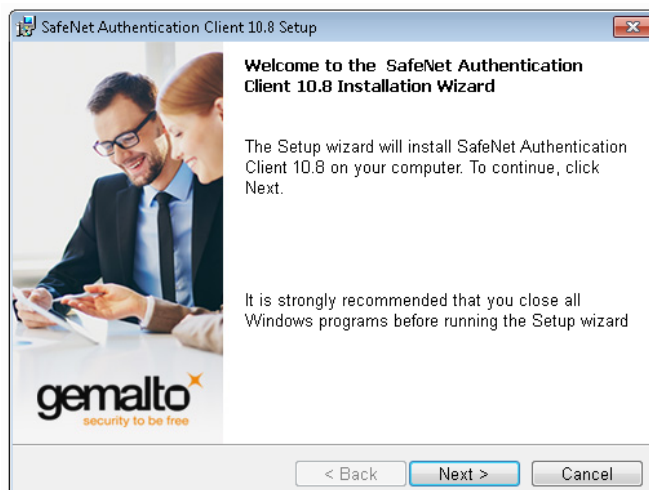 SafeNet Authentication Client 10.8 Setup
Welcome to the SafeNet Authentication
Client 10.8 Installation Wizard
The Setup wizard will install SafeNet Authentication
Client 10.8 on your computer. To continue, click
Next.
It is strongly recommended that you close all
Windows programs before running the Setup wizard
gemalto
security to be free
< Back
Next >
Cancel